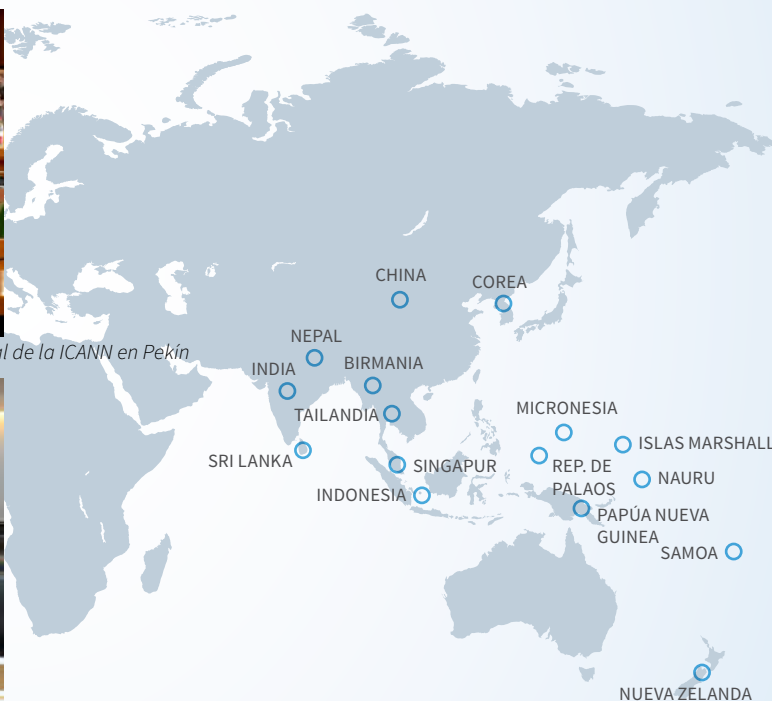 CHINA
COREA
NEPAL
l de la ICANN en Pekín
INDIA
BIRMANIA
TAILANDIA
MICRONESIA
ISLAS MARSHALL
SRI LANKA
SINGAPUR
REP. DE
PALAOS
NAURU
INDONESIA
PAPÚA NUEVA
GUINEA
SAMOA
NUEVA ZELANDA